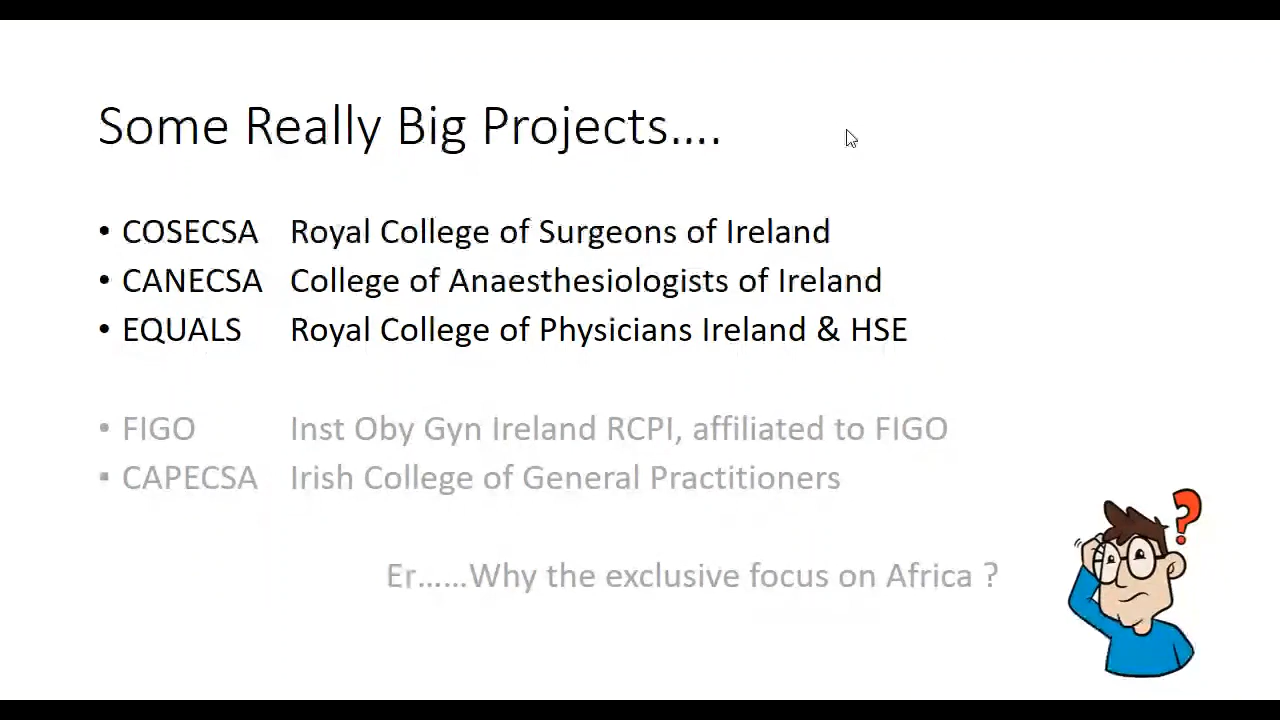 Some Really Big Projects....
• COSECSA Royal College of Surgeons of Ireland
• CANECSA College of Anaesthesiologists of Ireland
• EQUALS Royal College of Physicians Ireland & HSE
• FIGO Inst Oby Gyn Ireland RCPI, affiliated to FIGO
• CAPECSA Irish College of General Practitioners
?
Er......Why the exclusive focus on Africa ?